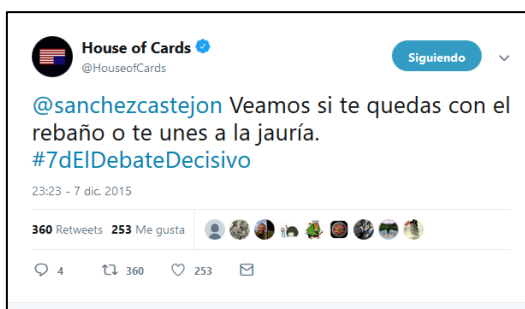 House of Cards
@HouseofCards
Siguiendo
@sanchezcastejon Veamos si te quedas con el
rebaño o te unes a la jauría.
#7dElDebateDecisivo
23:23 - 7 dic. 2015
360 Retweets 253 Me gusta
4 360 253